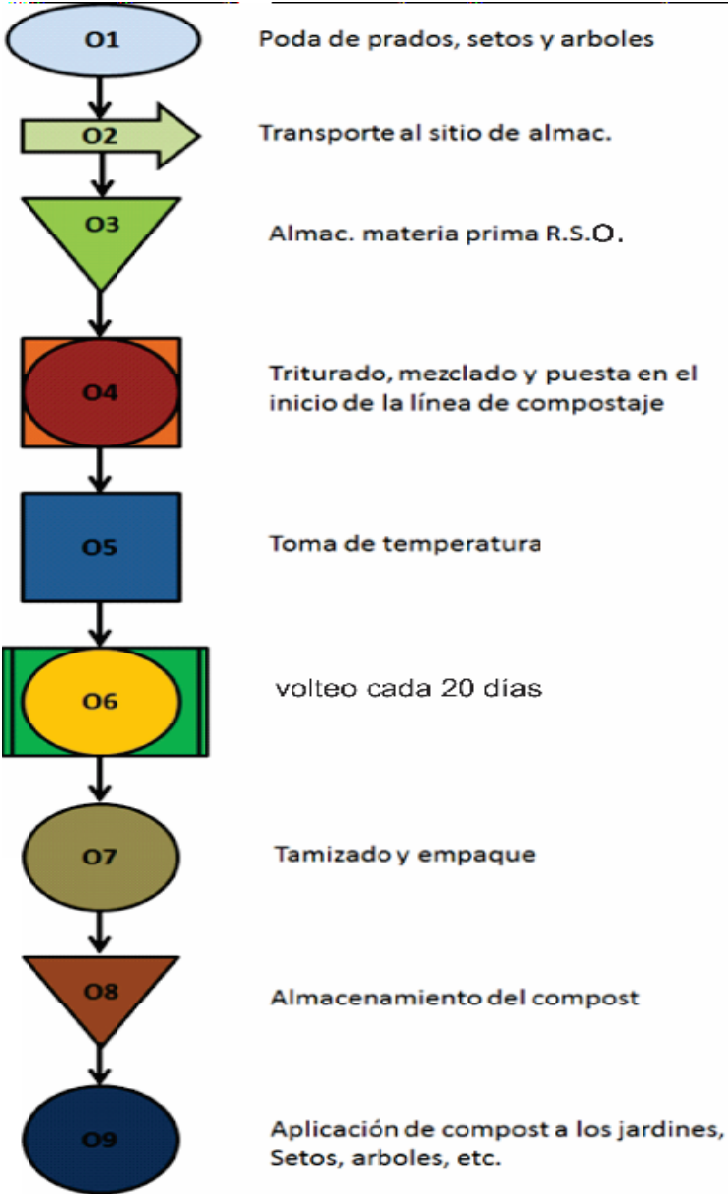 O1 Poda de prados, setos y arboles
O2 Transporte al sitio de almac.
O3 Almac. materia prima R.S.O.
O4 Triturado, mezclado y puesta en el
inicio de la línea de compostaje
O5 Toma de temperatura
O6 volteo cada 20 días
O7 Tamizado y empaque
O8 Almacenamiento del compost
O9 Aplicación de compost a los jardines,
Setos, arboles, etc.